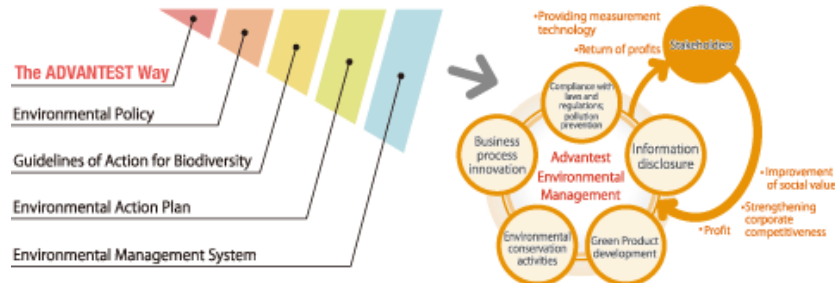 The ADVANTEST Way
Environmental Policy
Guidelines of Action for Biodiversity
Environmental Action Plan
Environmental Management System
•Providing measurement
technology
•Return of profits
Stakeholders
Compliance with
laws and
regulations;
pollution
prevention
Business
process
innovation
Advantest
Environmental
Management
Information
disclosure
Environmental
conservation
activities
Green Product
development
•Improvement
of social value
•Strengthening
corporate
competitiveness
•Profit